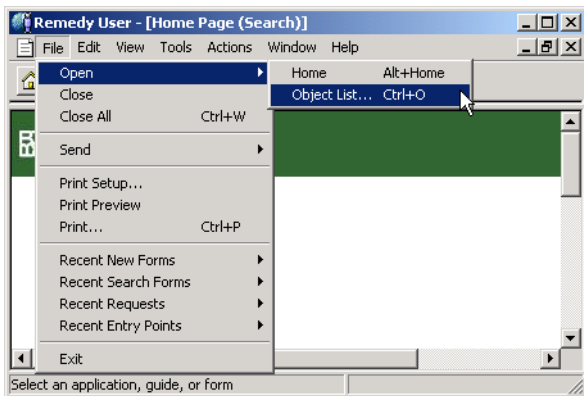 Remedy User - [Home Page (Search)]
File Edit View Tools Actions Window Help
Open
Home Alt+Home
Close
Object List... Ctrl+O
Close All Ctrl+W
Send
Print Setup...
Print Preview
Print... Ctrl+P
Recent New Forms
Recent Search Forms
Recent Requests
Recent Entry Points
Exit
Select an application, guide, or form